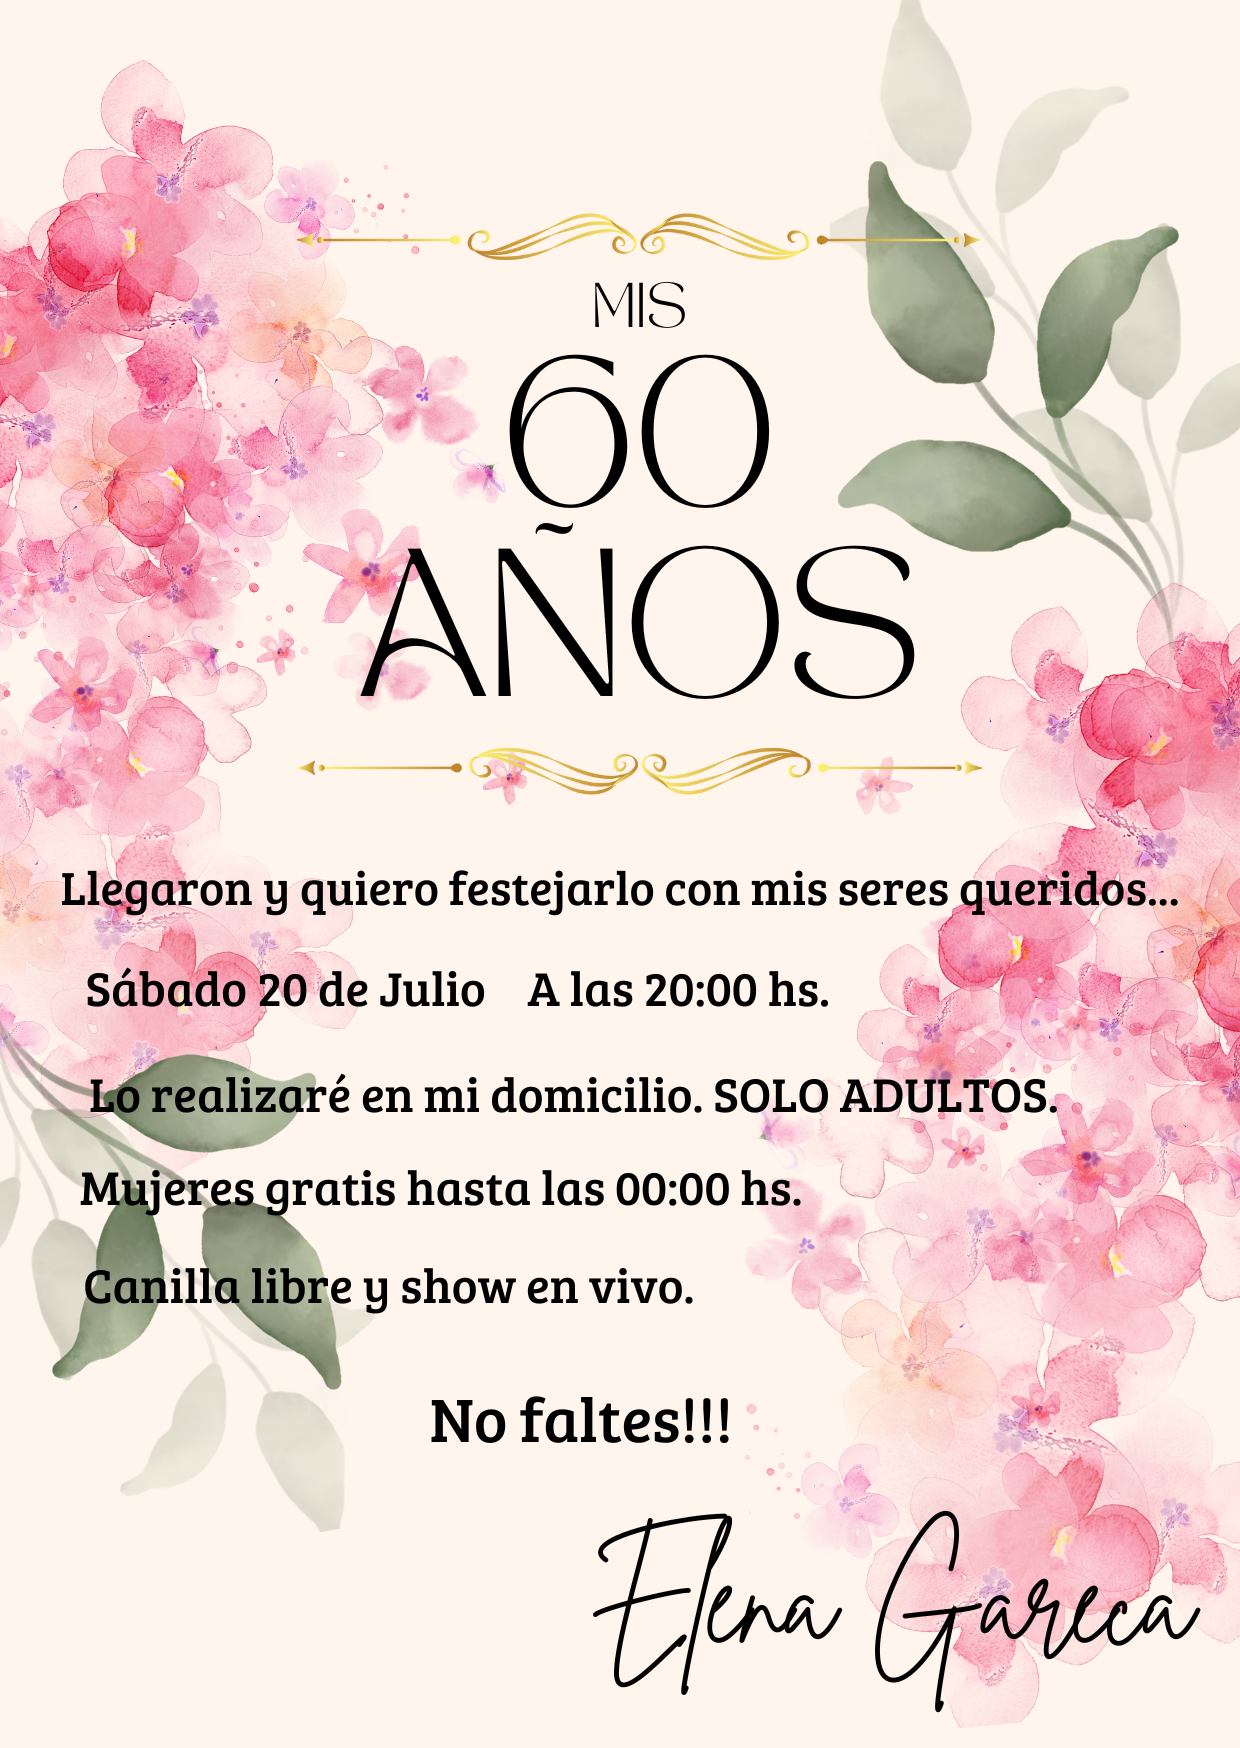 MIS
60
AÑOS
Llegaron y quiero festejarlo con mis seres queridos...
Sábado 20 de Julio A las 20:00 hs.
Lo realizaré en mi domicilio. SOLO ADULTOS.
Mujeres gratis hasta las 00:00 hs.
Canilla libre y show en vivo.
No faltes!!!
Elena Gareca